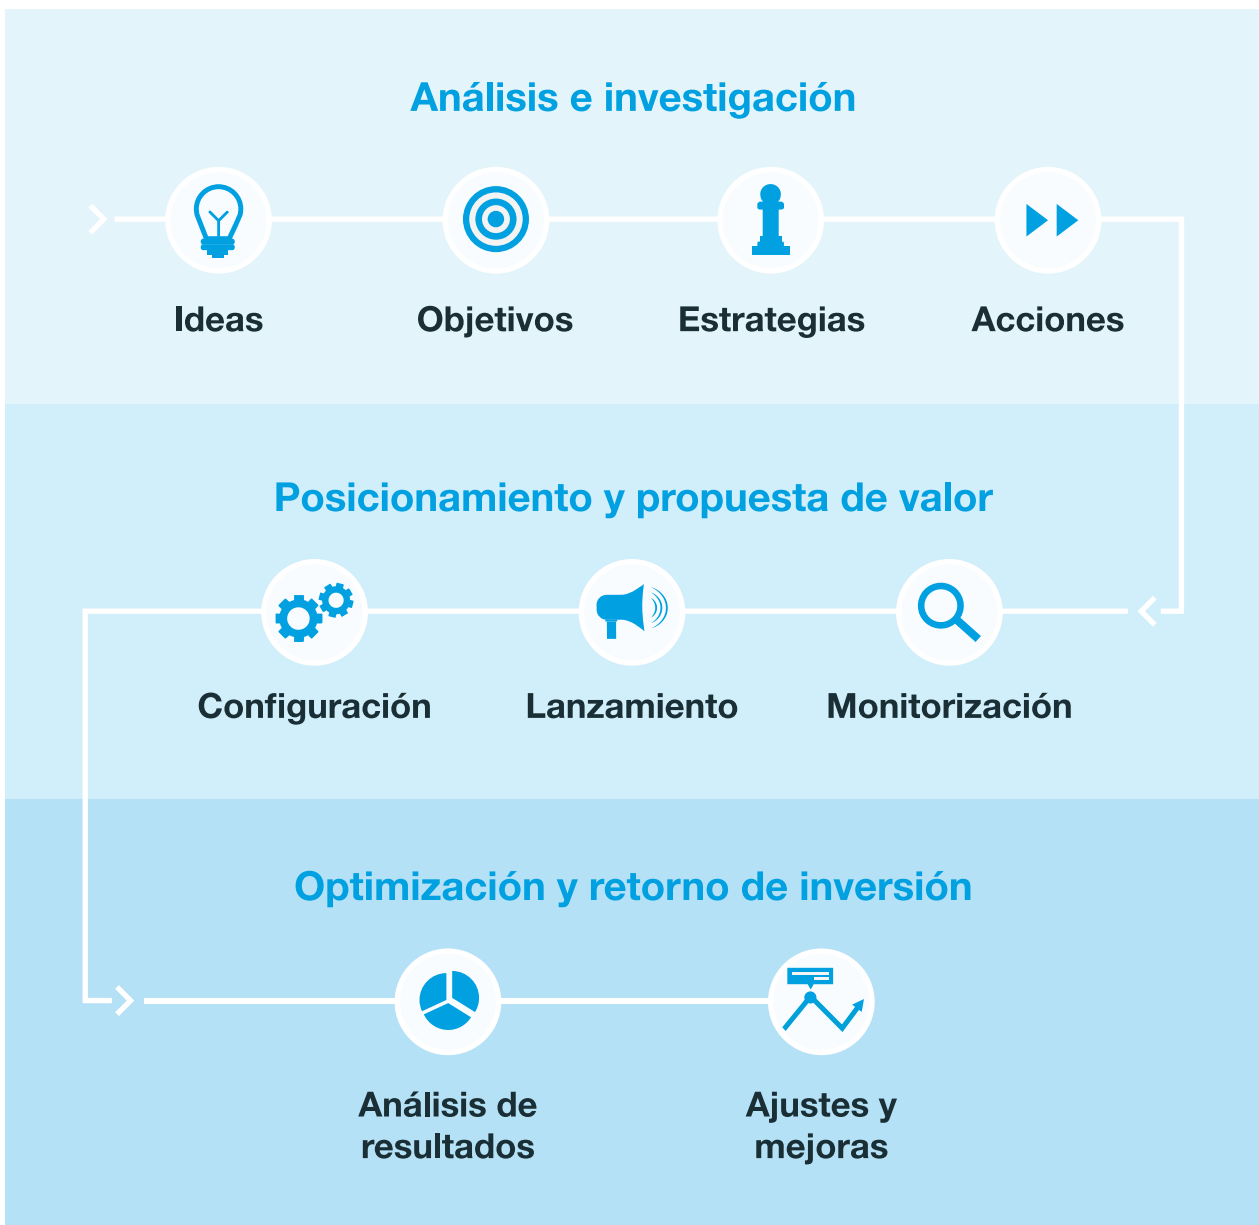 Análisis e investigación
Ideas
Objetivos
Estrategias
Acciones
Posicionamiento y propuesta de valor
Configuración
Lanzamiento
Monitorización
Optimización y retorno de inversión
Análisis de
resultados
Ajustes y
mejoras